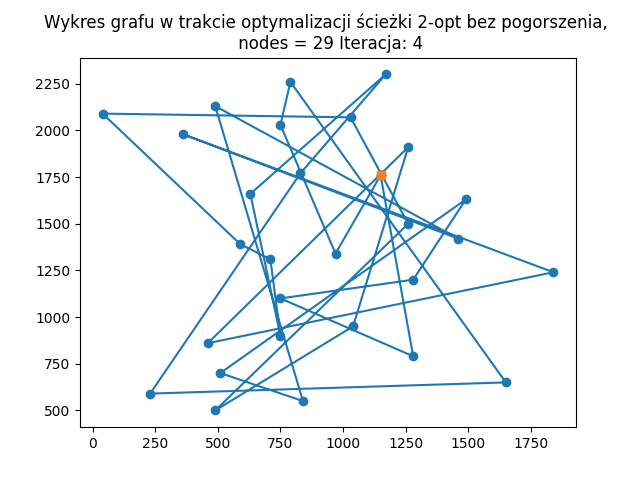 Wykres grafu w trakcie optymalizacji ścieżki 2-opt bez pogorszenia,
nodes = 29 Iteracja: 4
2250
2000
1750
1500
1250
1000
750
500
0 250 500 750 1000 1250 1500 1750